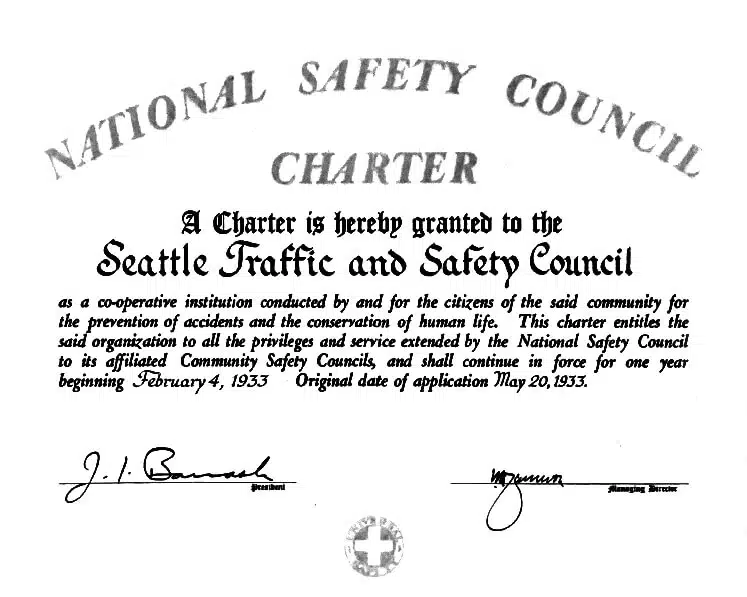 NATIONAL SAFETY COUNCIL
CHARTER
A Charter is hereby granted to the
Seattle Traffic and Safety Council
as a co-operative institution conducted by and for the citizens of the said community for
the prevention of accidents and the conservation of human life. This charter entitles the
said organization to all the privileges and service extended by the National Safety Council
to its affiliated Community Safety Councils, and shall continue in force for one year
beginning February 4, 1933 Original date of application May 20, 1933.
J. I. Banash
President
Managing Director
UNIVERSAL SAFETY